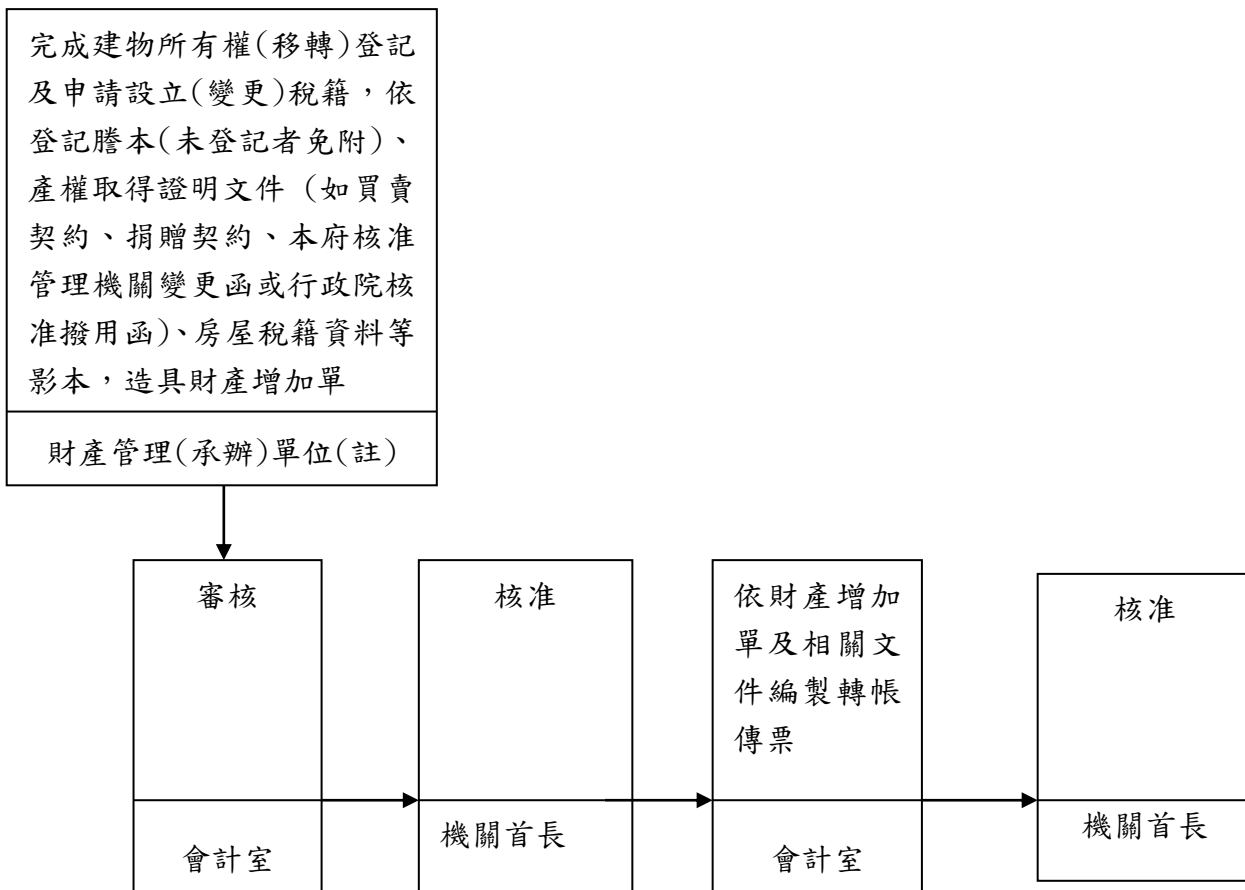 完成建物所有權(移轉)登記
及申請設立(變更)稅籍，依
登記謄本(未登記者免附)、
產權取得證明文件（如買賣
契約、捐贈契約、本府核准
管理機關變更函或行政院核
准撥用函)、房屋稅籍資料等
影本，造具財產增加單
財產管理(承辦)單位(註)
審核
會計室
核准
機關首長
依財產增加
單及相關文
件編製轉帳
傳票
會計室
核准
機關首長